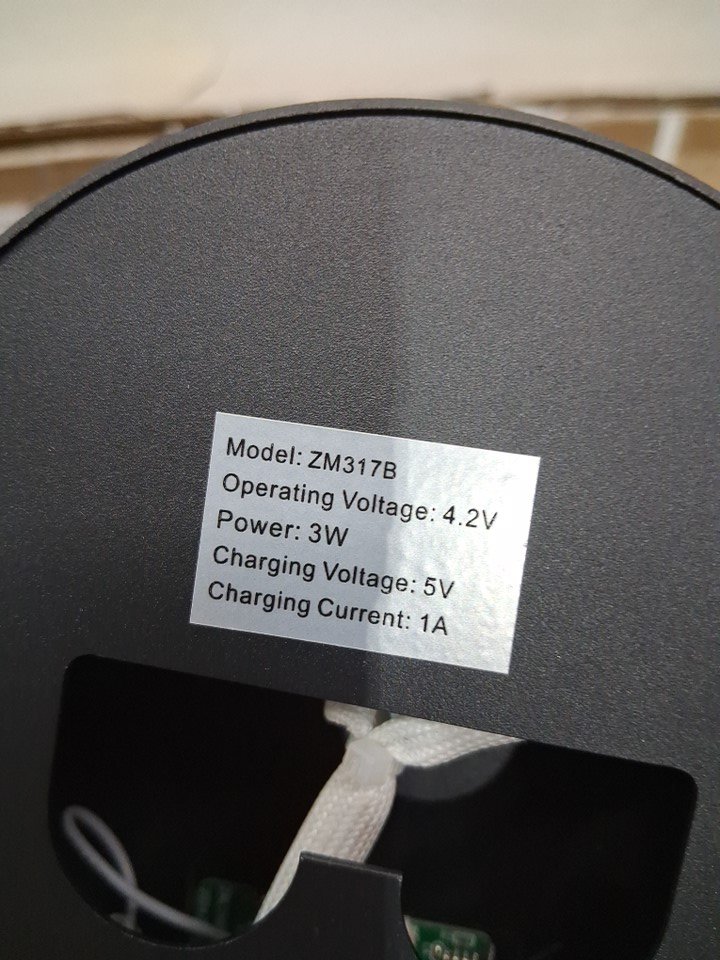 Model: ZM317B
Operating Voltage: 4.2V
Power: 3W
Charging Voltage: 5V
Charging Current: 1A